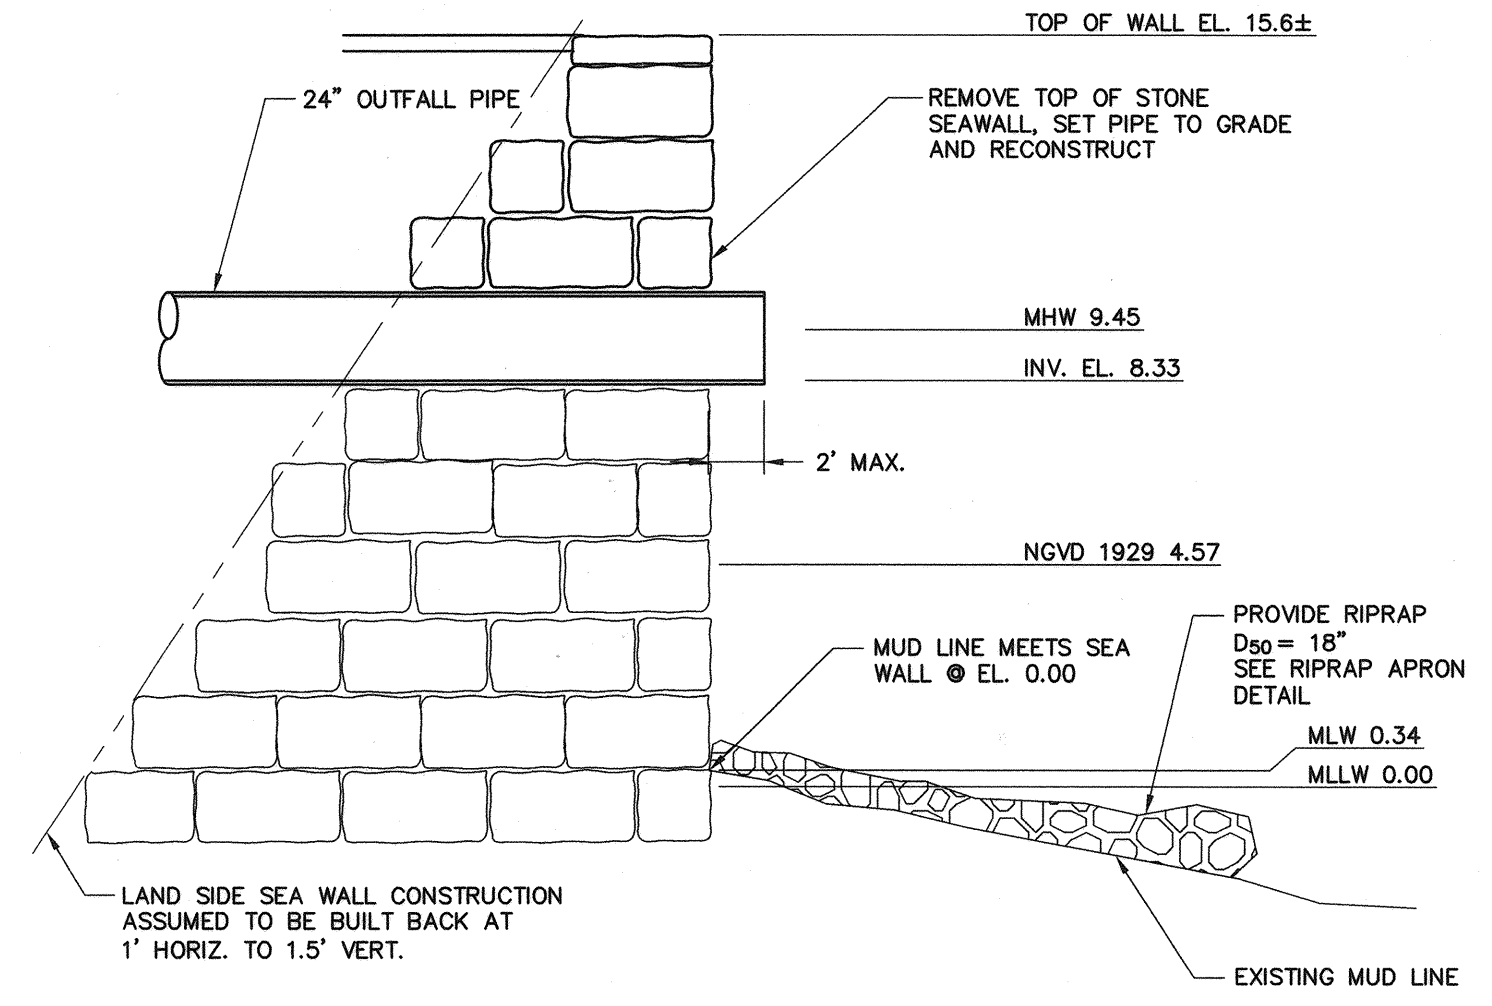 TOP OF WALL EL. 15.6±
24" OUTFALL PIPE
REMOVE TOP OF STONE
SEAWALL, SET PIPE TO GRADE
AND RECONSTRUCT
MHW 9.45
INV. EL. 8.33
2' MAX.
NGVD 1929 4.57
PROVIDE RIPRAP
D50 = 18"
SEE RIPRAP APRON
DETAIL
MUD LINE MEETS SEA
WALL @ EL. 0.00
MLW 0.34
MLLW 0.00
LAND SIDE SEA WALL CONSTRUCTION
ASSUMED TO BE BUILT BACK AT
1' HORIZ. TO 1.5' VERT.
EXISTING MUD LINE